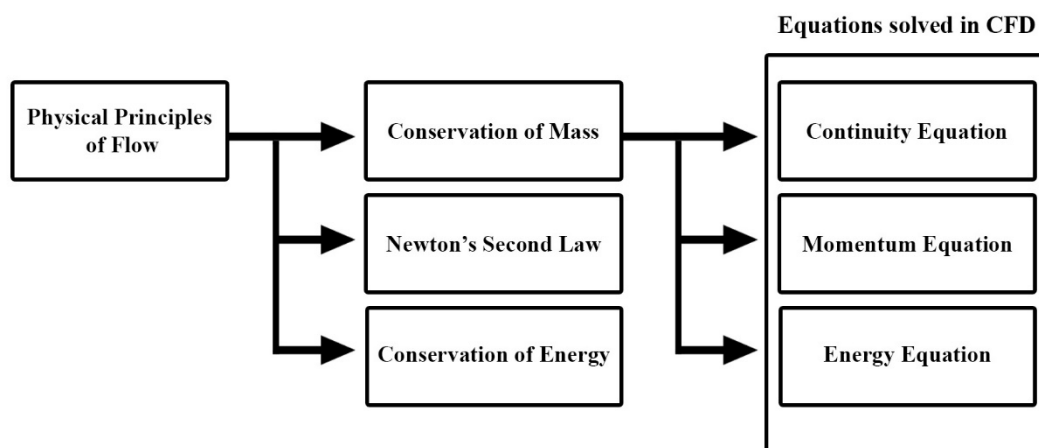 Equations solved in CFD
Physical Principles
of Flow
Conservation of Mass
Continuity Equation
Newton’s Second Law
Momentum Equation
Conservation of Energy
Energy Equation